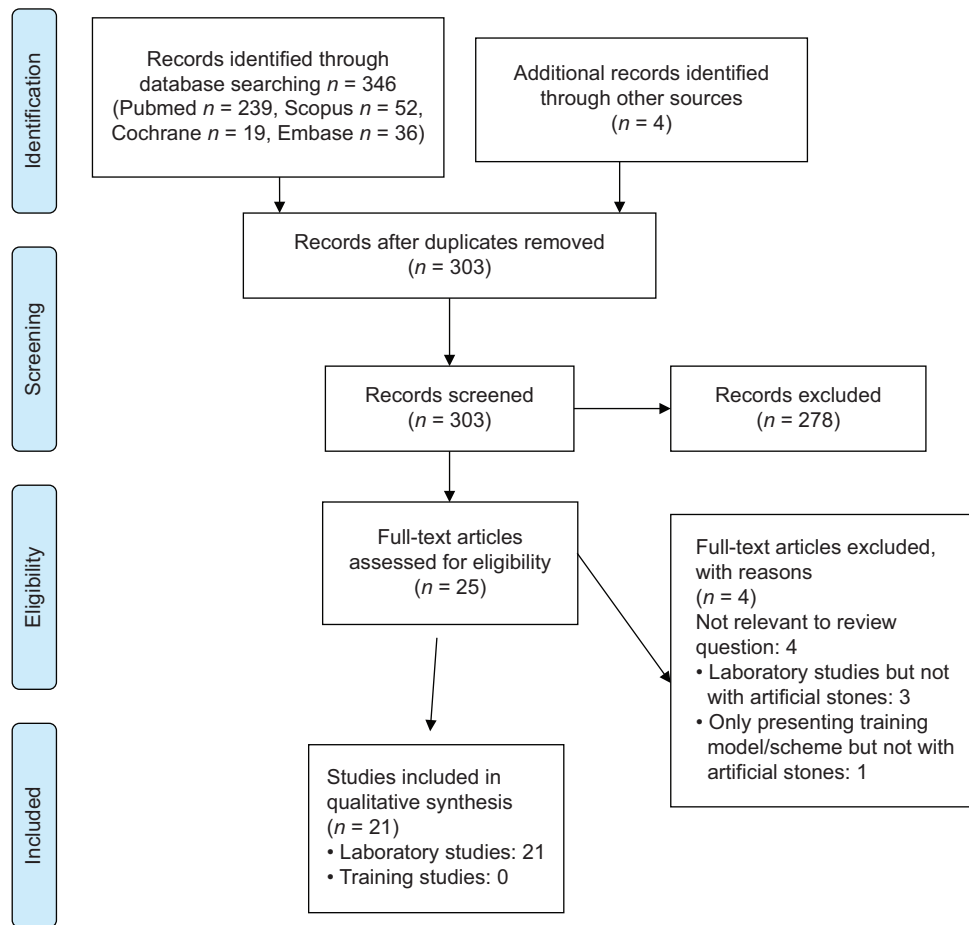 Identification
Records identified through
database searching n = 346
(Pubmed n = 239, Scopus n = 52,
Cochrane n = 19, Embase n = 36)
Additional records identified
through other sources
(n = 4)
Records after duplicates removed
(n = 303)
Screening
Records screened
(n = 303)
Records excluded
(n = 278)
Eligibility
Full-text articles
assessed for eligibility
(n = 25)
Full-text articles excluded,
with reasons
(n = 4)
Not relevant to review
question: 4
• Laboratory studies but not
with artificial stones: 3
• Only presenting training
model/scheme but not with
artificial stones: 1
Included
Studies included in
qualitative synthesis
(n = 21)
• Laboratory studies: 21
• Training studies: 0